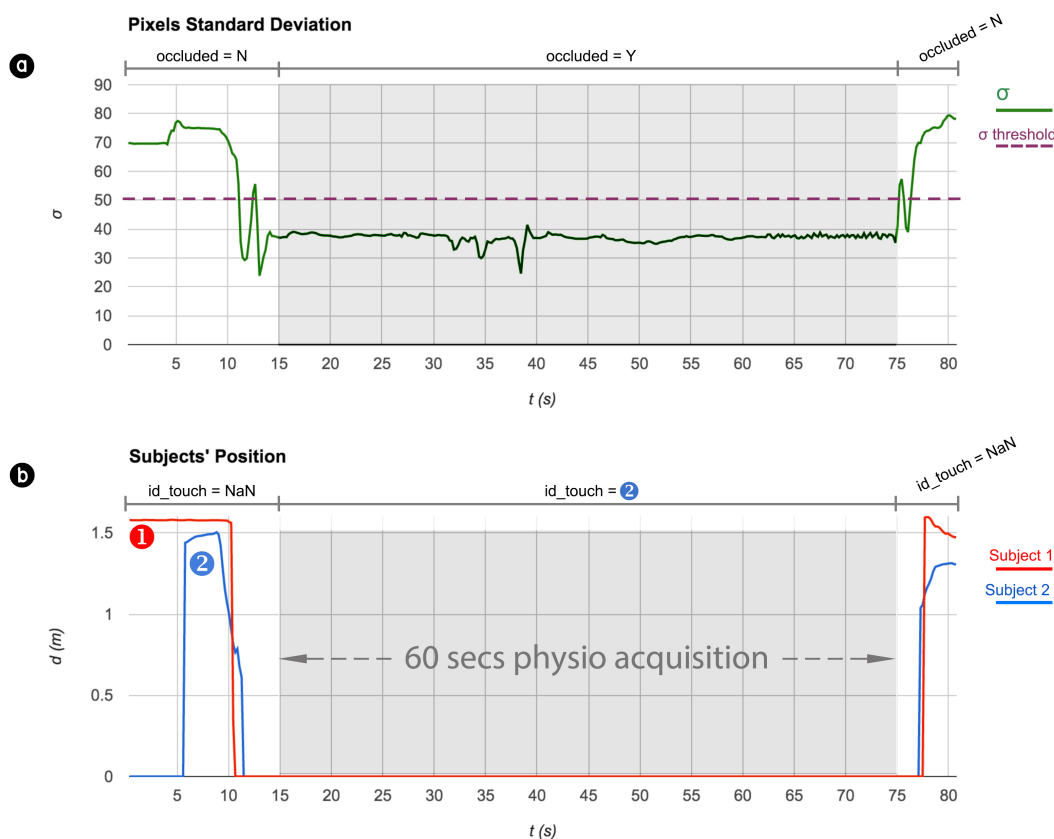 Pixels Standard Deviation
a
occluded = N
occluded = Y
occluded = N
90
80
70
60
50
40
30
20
10
0
σ
σ
σ threshold
5 10 15 20 25 30 35 40 45 50 55 60 65 70 75 80
t (s)
b
Subjects' Position
id_touch = NaN
id_touch = 2
id_touch = NaN
1.5
1
0.5
0
d (m)
1
2
60 secs physio acquisition
Subject 1
Subject 2
5 10 15 20 25 30 35 40 45 50 55 60 65 70 75 80
t (s)